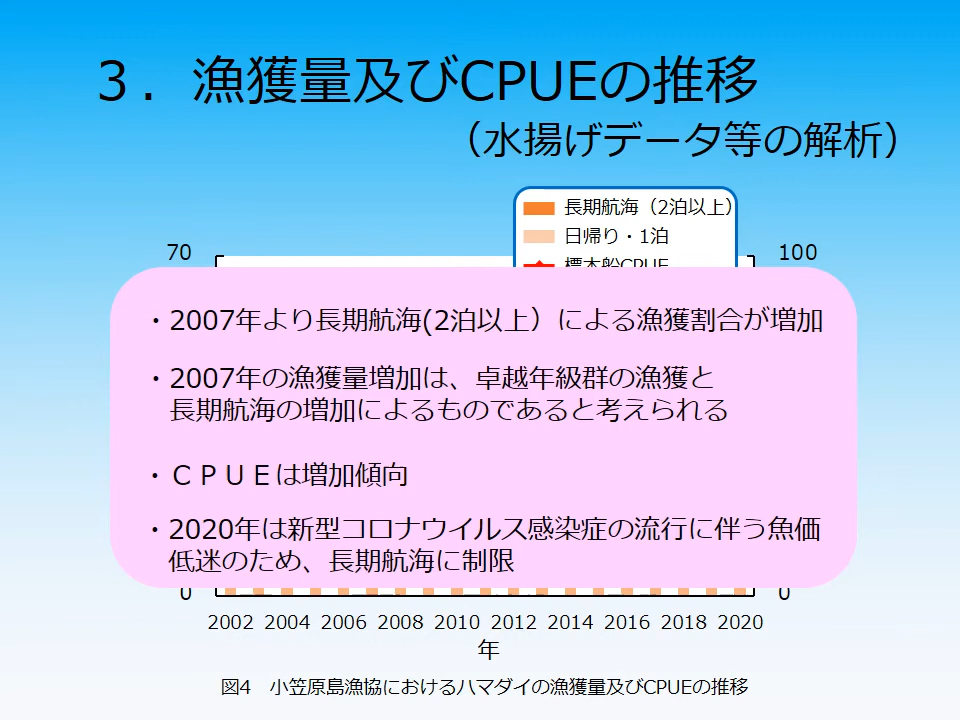 ３．漁獲量及びCPUEの推移
（水揚げデータ等の解析）
長期航海（2泊以上）
日帰り・1泊
標本船CPUE
70
100
・2007年より長期航海(2泊以上）による漁獲割合が増加
・2007年の漁獲量増加は、卓越年級群の漁獲と
長期航海の増加によるものであると考えられる
・ＣＰＵＥは増加傾向
・2020年は新型コロナウイルス感染症の流行に伴う魚価
低迷のため、長期航海に制限
0
0
2002 2004 2006 2008 2010 2012 2014 2016 2018 2020
年
図4　小笠原島漁協におけるハマダイの漁獲量及びCPUEの推移